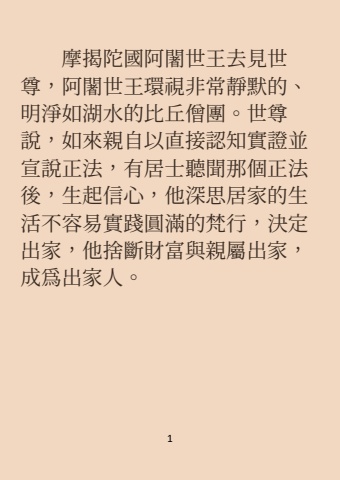 摩揭陀國阿闍世王去見世
尊，阿闍世王環視非常靜默的、
明淨如湖水的比丘僧團。世尊
說，如來親自以直接認知實證並
宣說正法，有居士聽聞那個正法
後，生起信心，他深思居家的生
活不容易實踐圓滿的梵行，決定
出家，他捨斷財富與親屬出家，
成爲出家人。
1